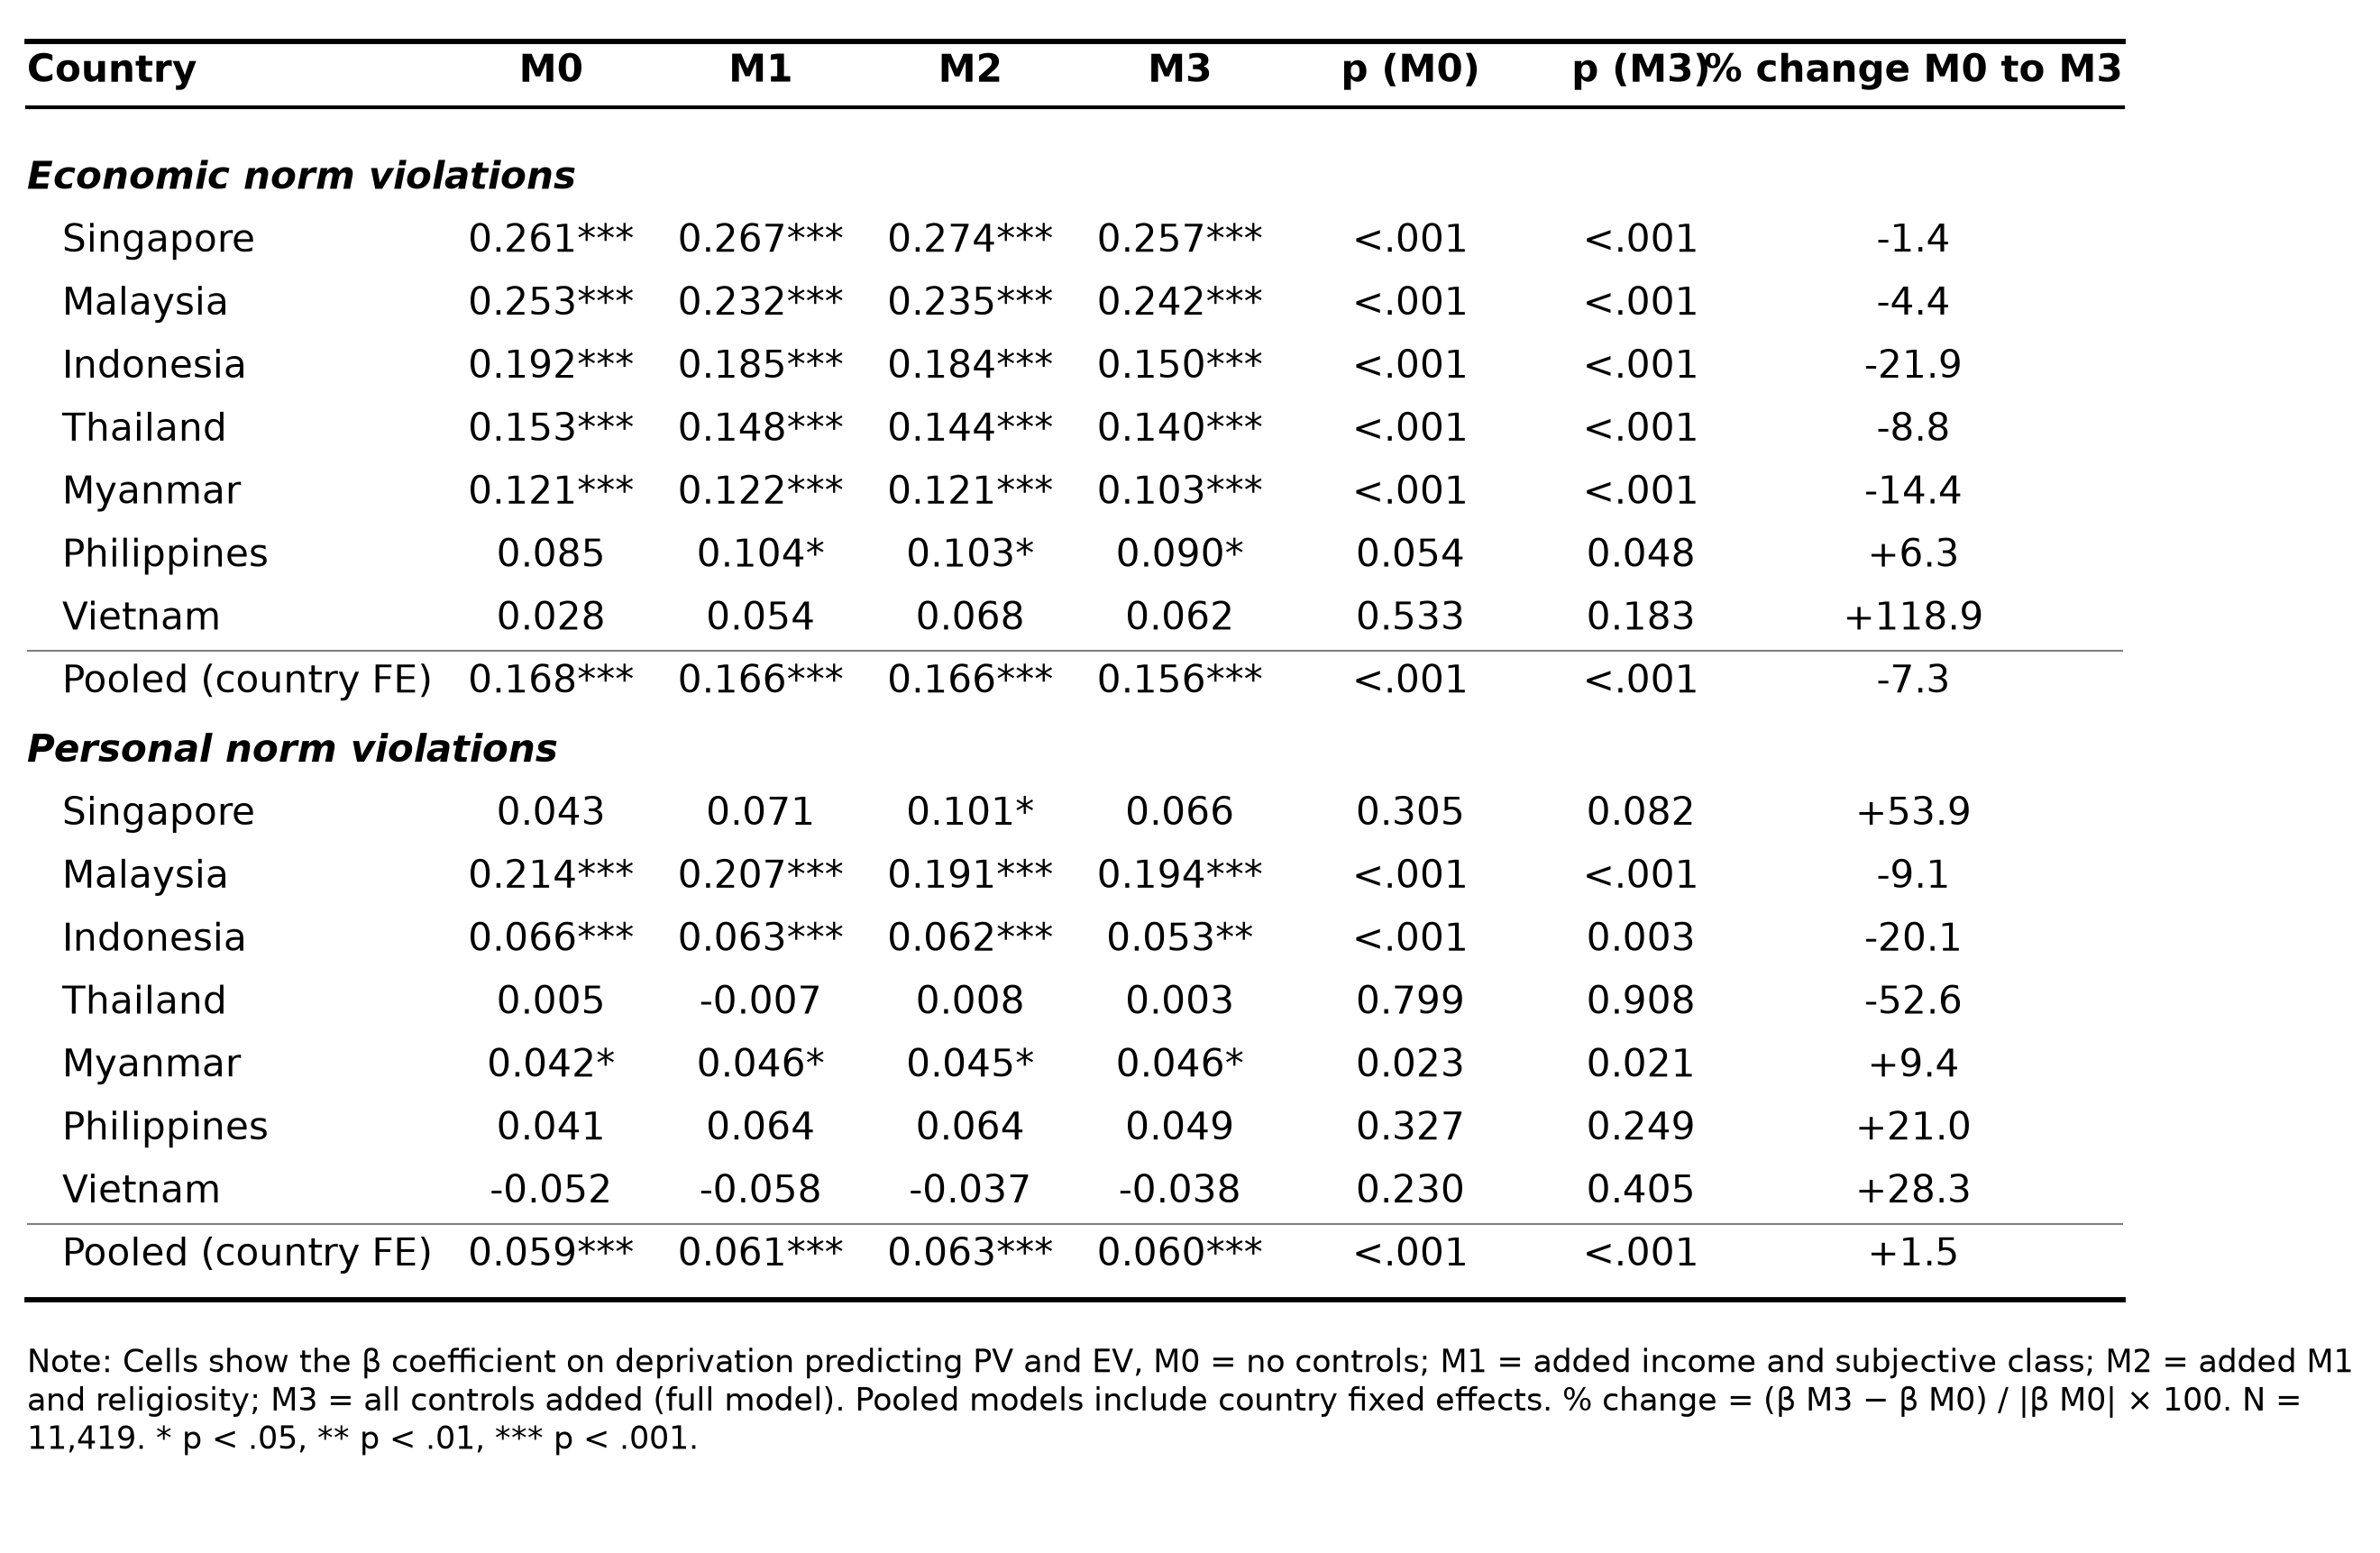 Country M0 M1 M2 M3 p (M0) p (M3) % change M0 to M3
Economic norm violations
Singapore 0.261*** 0.267*** 0.274*** 0.257*** <.001 <.001 -1.4
Malaysia 0.253*** 0.232*** 0.235*** 0.242*** <.001 <.001 -4.4
Indonesia 0.192*** 0.185*** 0.184*** 0.150*** <.001 <.001 -21.9
Thailand 0.153*** 0.148*** 0.144*** 0.140*** <.001 <.001 -8.8
Myanmar 0.121*** 0.122*** 0.121*** 0.103*** <.001 <.001 -14.4
Philippines 0.085 0.104* 0.103* 0.090* 0.054 0.048 +6.3
Vietnam 0.028 0.054 0.068 0.062 0.533 0.183 +118.9
Pooled (country FE) 0.168*** 0.166*** 0.166*** 0.156*** <.001 <.001 -7.3
Personal norm violations
Singapore 0.043 0.071 0.101* 0.066 0.305 0.082 +53.9
Malaysia 0.214*** 0.207*** 0.191*** 0.194*** <.001 <.001 -9.1
Indonesia 0.066*** 0.063*** 0.062*** 0.053** <.001 0.003 -20.1
Thailand 0.005 -0.007 0.008 0.003 0.799 0.908 -52.6
Myanmar 0.042* 0.046* 0.045* 0.046* 0.023 0.021 +9.4
Philippines 0.041 0.064 0.064 0.049 0.327 0.249 +21.0
Vietnam -0.052 -0.058 -0.037 -0.038 0.230 0.405 +28.3
Pooled (country FE) 0.059*** 0.061*** 0.063*** 0.060*** <.001 <.001 +1.5
Note: Cells show the β coefficient on deprivation predicting PV and EV, M0 = no controls; M1 = added income and subjective class; M2 = added M1
and religiosity; M3 = all controls added (full model). Pooled models include country fixed effects. % change = (β M3 − β M0) / |β M0| × 100. N =
11,419. * p < .05, ** p < .01, *** p < .001.